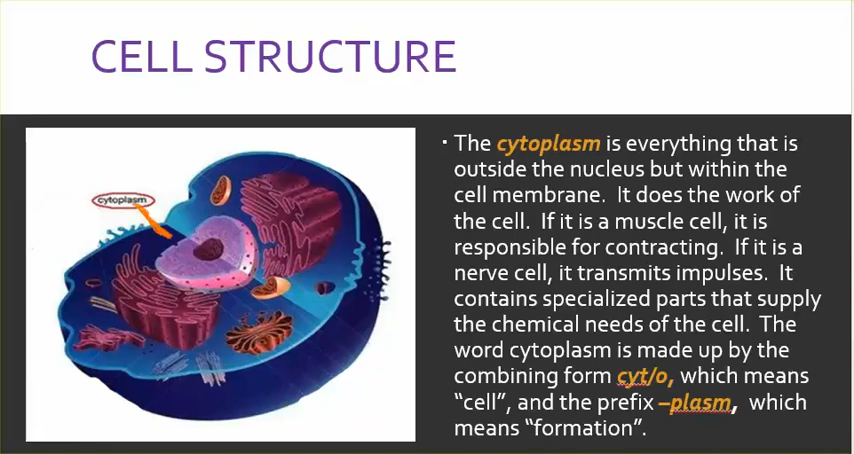 CELL STRUCTURE
cytoplasm
▪ The cytoplasm is everything that is
outside the nucleus but within the
cell membrane. It does the work of
the cell. If it is a muscle cell, it is
responsible for contracting. If it is a
nerve cell, it transmits impulses. It
contains specialized parts that supply
the chemical needs of the cell. The
word cytoplasm is made up by the
combining form cyt/o, which means
"cell", and the prefix –plasm, which
means "formation".